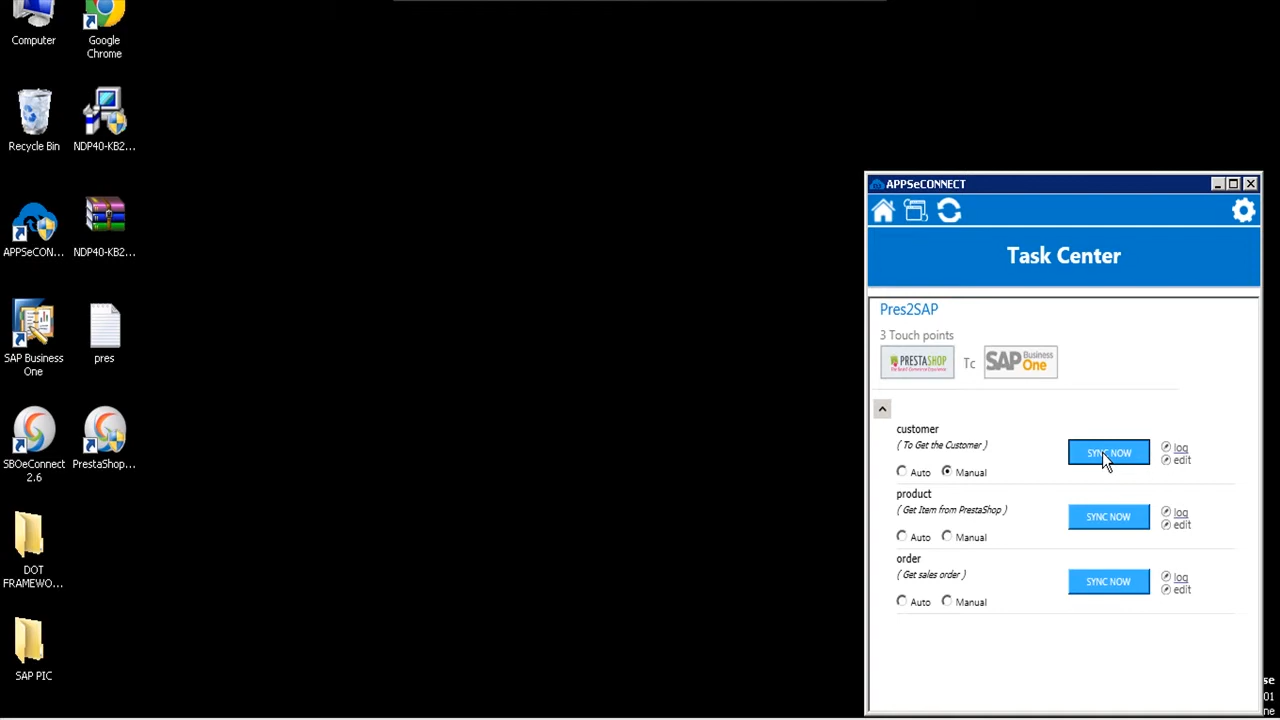 Computer
Google
Chrome
Recycle Bin
NDP40-KB2...
APPSeCON...
NDP40-KB2...
SAP Business
One
pres
SBOeConnect
2.6
PrestaShop...
DOT
FRAMEWO...
SAP PIC
APPSeCONNECT
Task Center
Pres2SAP
3 Touch points
PRESTASHOP
To
SAP Business
One
customer
( To Get the Customer )
Auto Manual
SYNC NOW
log
edit
product
( Get Item from PrestaShop )
Auto Manual
SYNC NOW
log
edit
order
( Get sales order )
Auto Manual
SYNC NOW
log
edit
se
01
ne